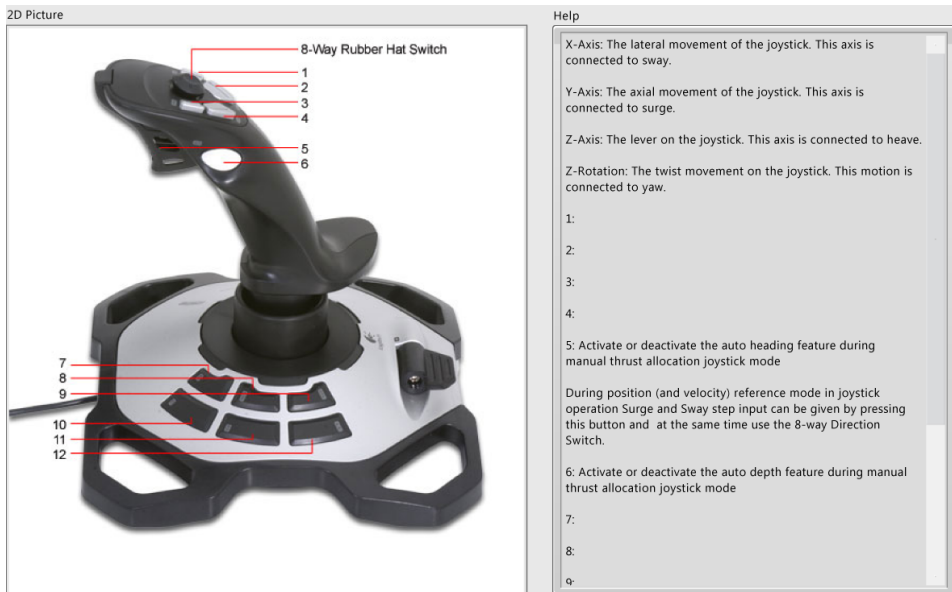 2D Picture
8-Way Rubber Hat Switch
1
2
3
4
5
6
7
8
9
10
11
12
Help
X-Axis: The lateral movement of the joystick. This axis is
connected to sway.
Y-Axis: The axial movement of the joystick. This axis is
connected to surge.
Z-Axis: The lever on the joystick. This axis is connected to heave.
Z-Rotation: The twist movement on the joystick. This motion is
connected to yaw.
1:
2:
3:
4:
5: Activate or deactivate the auto heading feature during
manual thrust allocation joystick mode
During position (and velocity) reference mode in joystick
operation Surge and Sway step input can be given by pressing
this button and at the same time use the 8-way Direction
Switch.
6: Activate or deactivate the auto depth feature during manual
thrust allocation joystick mode
7:
8:
9: